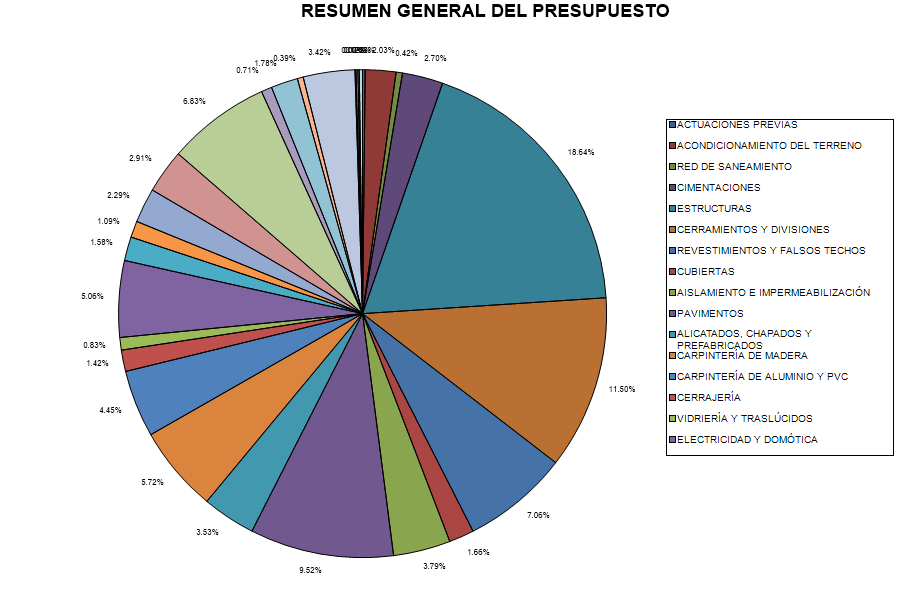 RESUMEN GENERAL DEL PRESUPUESTO
2.03%
0.42%
2.70%
18.64%
11.50%
7.06%
1.66%
3.79%
9.52%
3.53%
5.72%
4.45%
1.42%
0.83%
5.06%
1.58%
1.09%
2.29%
2.91%
6.83%
0.71%
1.78%
0.39%
3.42%
ACTUACIONES PREVIAS
ACONDICIONAMIENTO DEL TERRENO
RED DE SANEAMIENTO
CIMENTACIONES
ESTRUCTURAS
CERRAMIENTOS Y DIVISIONES
REVESTIMIENTOS Y FALSOS TECHOS
CUBIERTAS
AISLAMIENTO E IMPERMEABILIZACIÓN
PAVIMENTOS
ALICATADOS, CHAPADOS Y
PREFABRICADOS
CARPINTERÍA DE MADERA
CARPINTERÍA DE ALUMINIO Y PVC
CERRAJERÍA
VIDRIERÍA Y TRASLÚCIDOS
ELECTRICIDAD Y DOMÓTICA